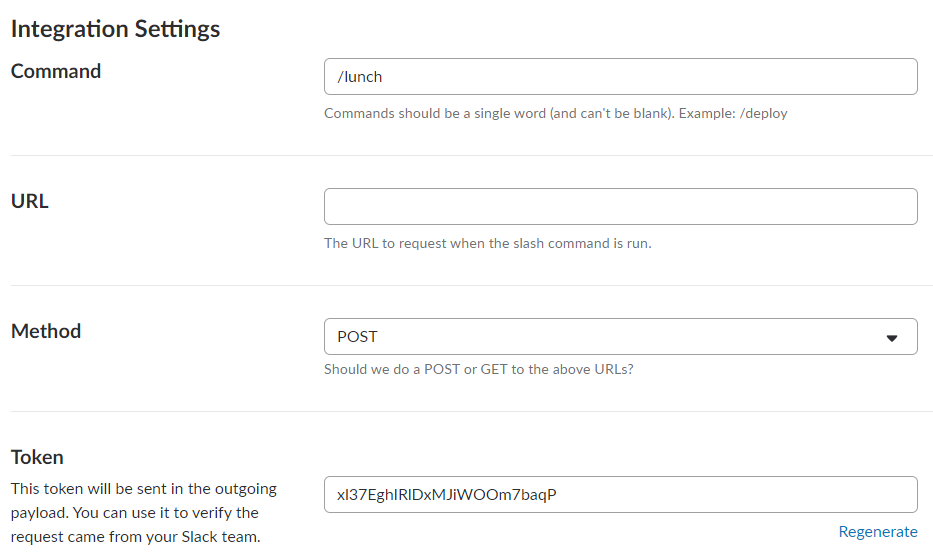 Integration Settings
Command
/lunch
Commands should be a single word (and can't be blank). Example: /deploy
URL
The URL to request when the slash command is run.
Method
POST
Should we do a POST or GET to the above URLs?
Token
This token will be sent in the outgoing
payload. You can use it to verify the
request came from your Slack team.
xl37EghIRlDxMJiWOOm7baqP
Regenerate